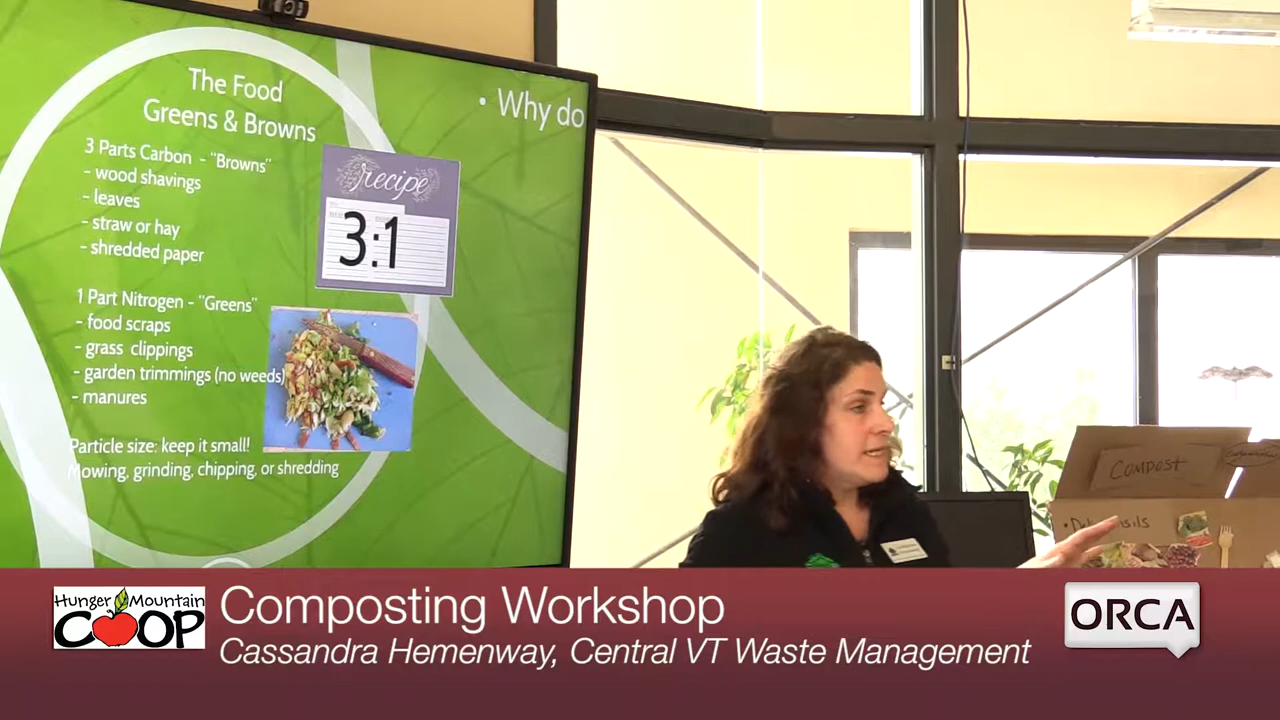 The Food
Greens & Browns
• Why do
3 Parts Carbon - "Browns"
- wood shavings
- leaves
- straw or hay
- shredded paper
recipe
3:1
1 Part Nitrogen - "Greens"
- food scraps
- grass clippings
- garden trimmings (no weeds)
- manures
Particle size: keep it small!
Mowing, grinding, chipping, or shredding
COMPOST
Hunger Mountain
COOP
Composting Workshop
Cassandra Hemenway, Central VT Waste Management
ORCA